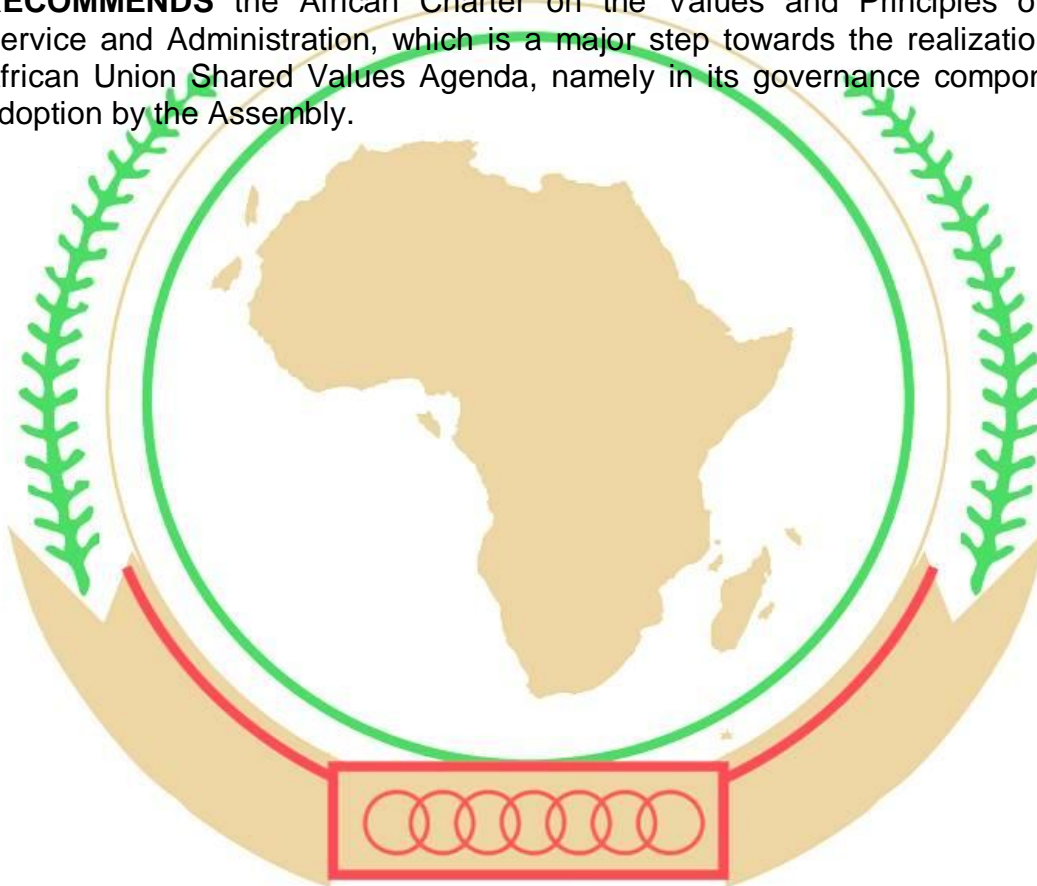 RECOMMENDS the African Charter on the Values and Principles o
ervice and Administration, which is a major step towards the realizatio
frican Union Shared Values Agenda, namely in its governance compor
doption by the Assembly.